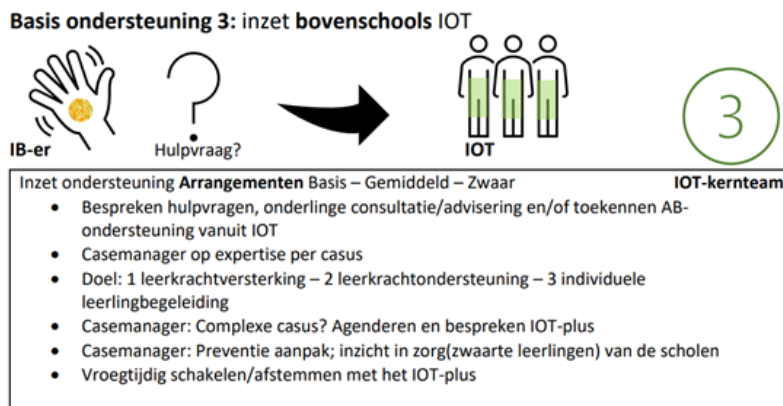 Basis ondersteuning 3: inzet bovenschools IOT
?
3
IB-er Hulpvraag? IOT
Inzet ondersteuning Arrangementen Basis – Gemiddeld – Zwaar IOT-kernteam
• Bespreken hulpvragen, onderlinge consultatie/advisering en/of toekennen AB-
ondersteuning vanuit IOT
• Casemanager op expertise per casus
• Doel: 1 leerkrachtversterking – 2 leerkrachtondersteuning – 3 individuele
leerlingbegeleiding
• Casemanager: Complexe casus? Agenderen en bespreken IOT-plus
• Casemanager: Preventie aanpak; inzicht in zorg(zwaarte leerlingen) van de scholen
• Vroegtijdig schakelen/afstemmen met het IOT-plus